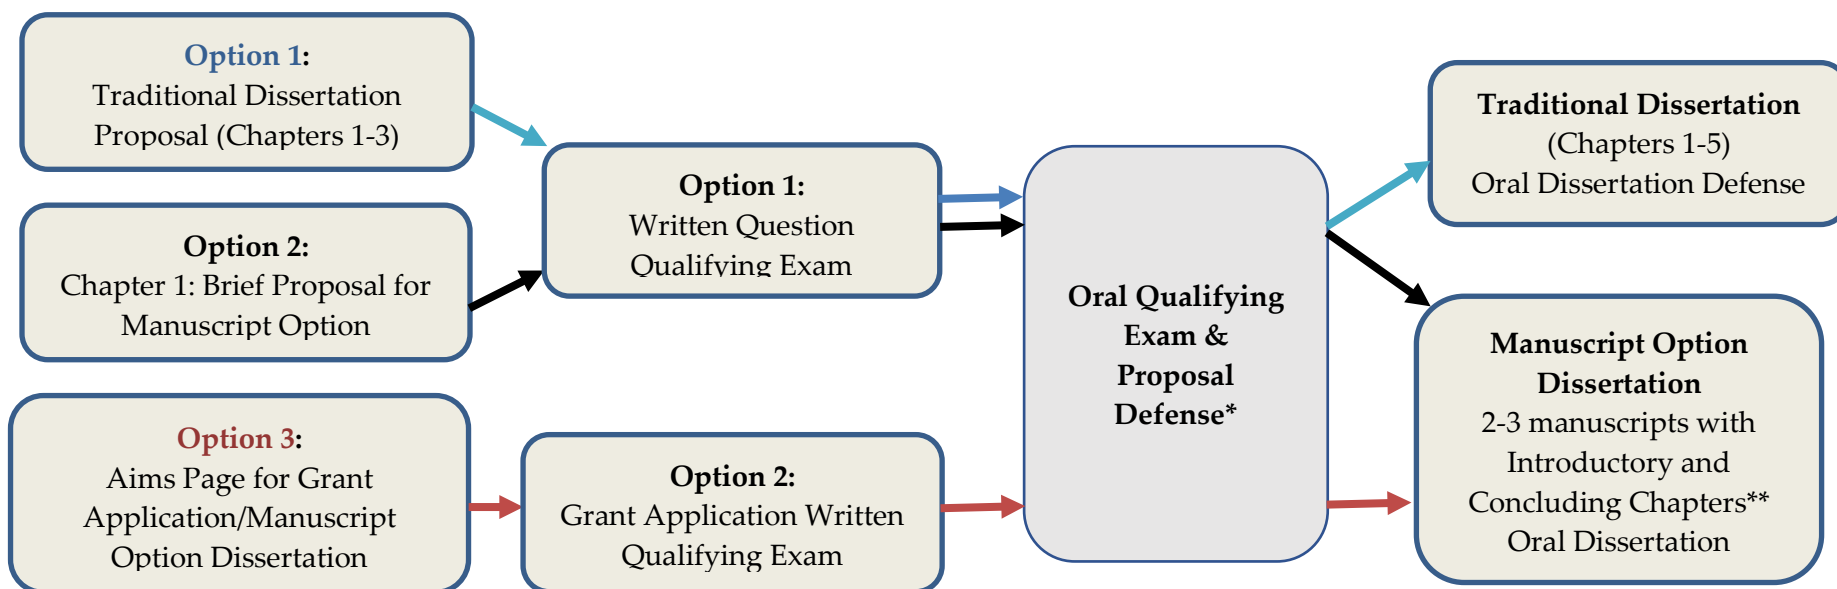 Option 1:
Traditional Dissertation
Proposal (Chapters 1-3)
Option 2:
Chapter 1: Brief Proposal for
Manuscript Option
Option 3:
Aims Page for Grant
Application/Manuscript
Option Dissertation
Option 1:
Written Question
Qualifying Exam
Option 2:
Grant Application Written
Qualifying Exam
Oral Qualifying
Exam &
Proposal
Defense*
Traditional Dissertation
(Chapters 1-5)
Oral Dissertation Defense
Manuscript Option
Dissertation
2-3 manuscripts with
Introductory and
Concluding Chapters**
Oral Dissertation